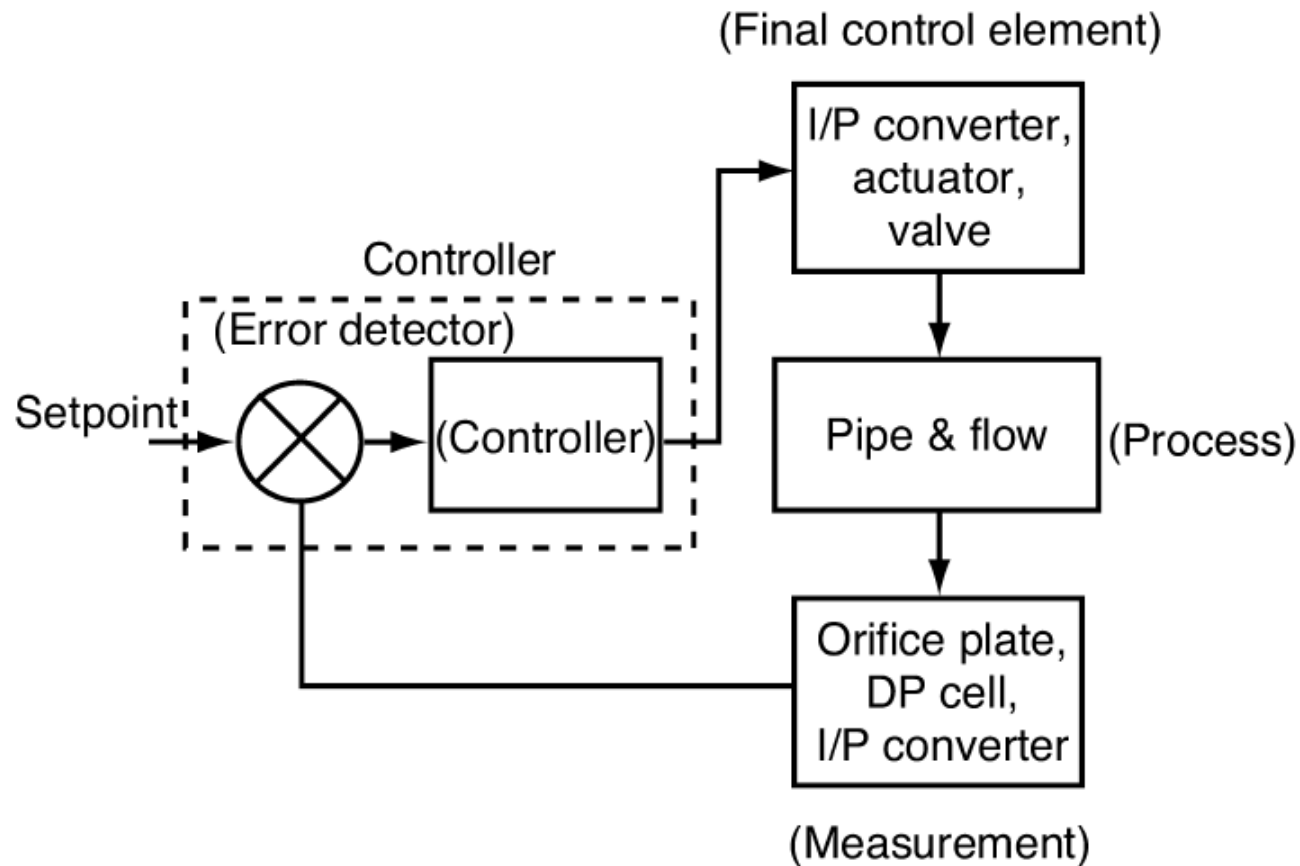 (Final control element)
I/P converter,
actuator,
valve
Controller
(Error detector)
Setpoint
(Controller)
Pipe & flow
(Process)
Orifice plate,
DP cell,
I/P converter
(Measurement)